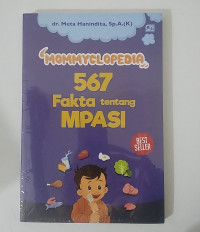 dr. Meta Hanindita, Sp.A.(K)
MOMMYCLOPEDIA
567
Fakta tentang
MPASI
BEST
SELLER